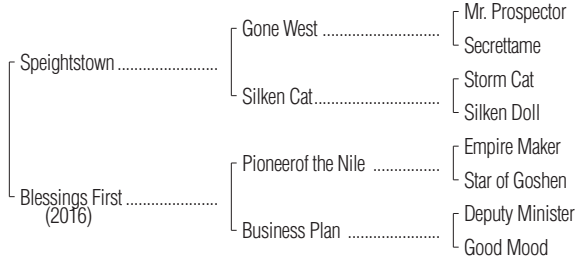 Mr. Prospector
Gone West ........................
Secrettame
Speightstown ........................
Storm Cat
Silken Cat..........................
Silken Doll
Empire Maker
Pioneerof the Nile ................
Star of Goshen
Blessings First ......................
(2016)
Deputy Minister
Business Plan ......................
Good Mood